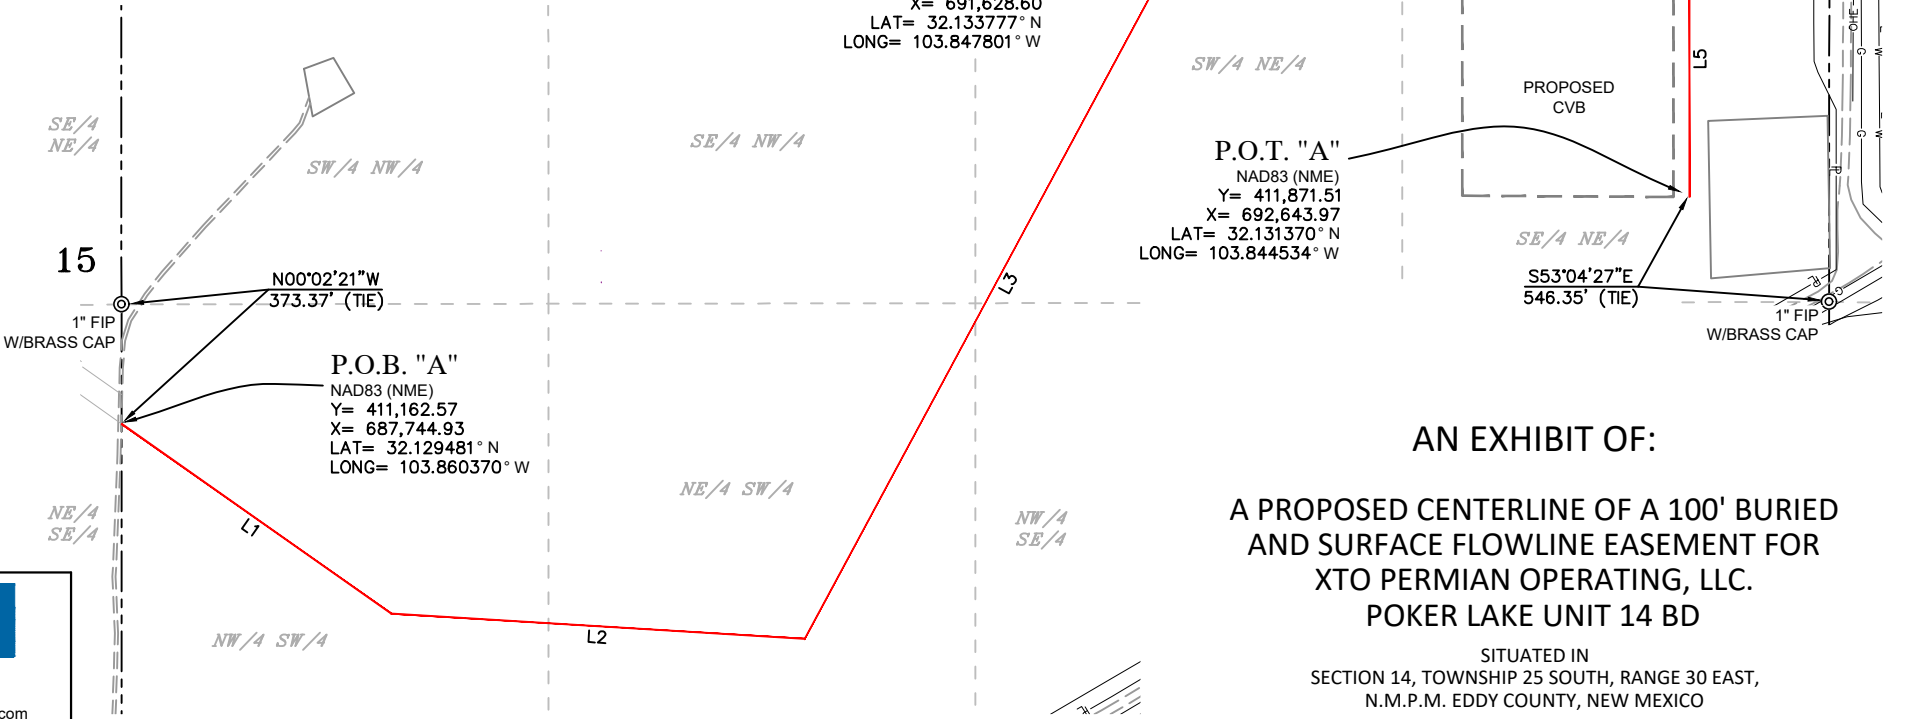 X= 691,628.60
LAT= 32.133777° N
LONG= 103.847801° W
SE/4
NE/4
SW/4 NW/4
SE/4 NW/4
SW/4 NE/4
PROPOSED
CVB
L5
OHE
G
W
G
W
PL
P.O.T. "A"
NAD83 (NME)
Y= 411,871.51
X= 692,643.97
LAT= 32.131370° N
LONG= 103.844534° W
SE/4 NE/4
15
N00°02'21"W
373.37' (TIE)
1" FIP
W/BRASS CAP
L3
S53°04'27"E
546.35' (TIE)
PL
G
1" FIP
W/BRASS CAP
P.O.B. "A"
NAD83 (NME)
Y= 411,162.57
X= 687,744.93
LAT= 32.129481° N
LONG= 103.860370° W
NE/4
SE/4
L1
NE/4 SW/4
NW/4
SE/4
NW/4 SW/4
L2
PL
com
AN EXHIBIT OF:
A PROPOSED CENTERLINE OF A 100' BURIED
AND SURFACE FLOWLINE EASEMENT FOR
XTO PERMIAN OPERATING, LLC.
POKER LAKE UNIT 14 BD
SITUATED IN
SECTION 14, TOWNSHIP 25 SOUTH, RANGE 30 EAST,
N.M.P.M. EDDY COUNTY, NEW MEXICO